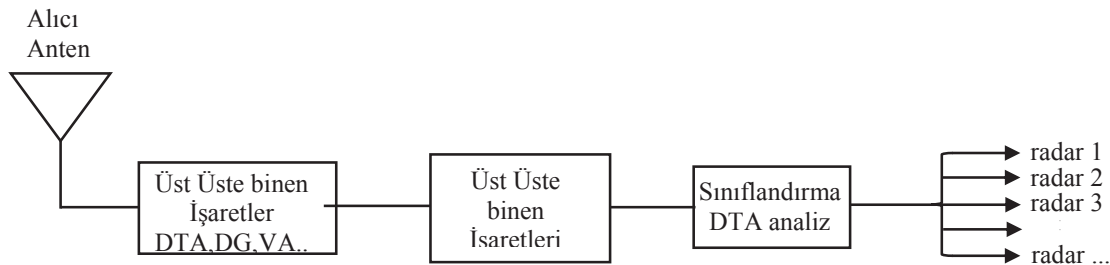 Alıcı
Anten
Üst Üste binen
İşaretler
DTA,DG,VA..
Üst Üste
binen
İşaretleri
Sınıflandırma
DTA analiz
radar 1
radar 2
radar 3
radar ...